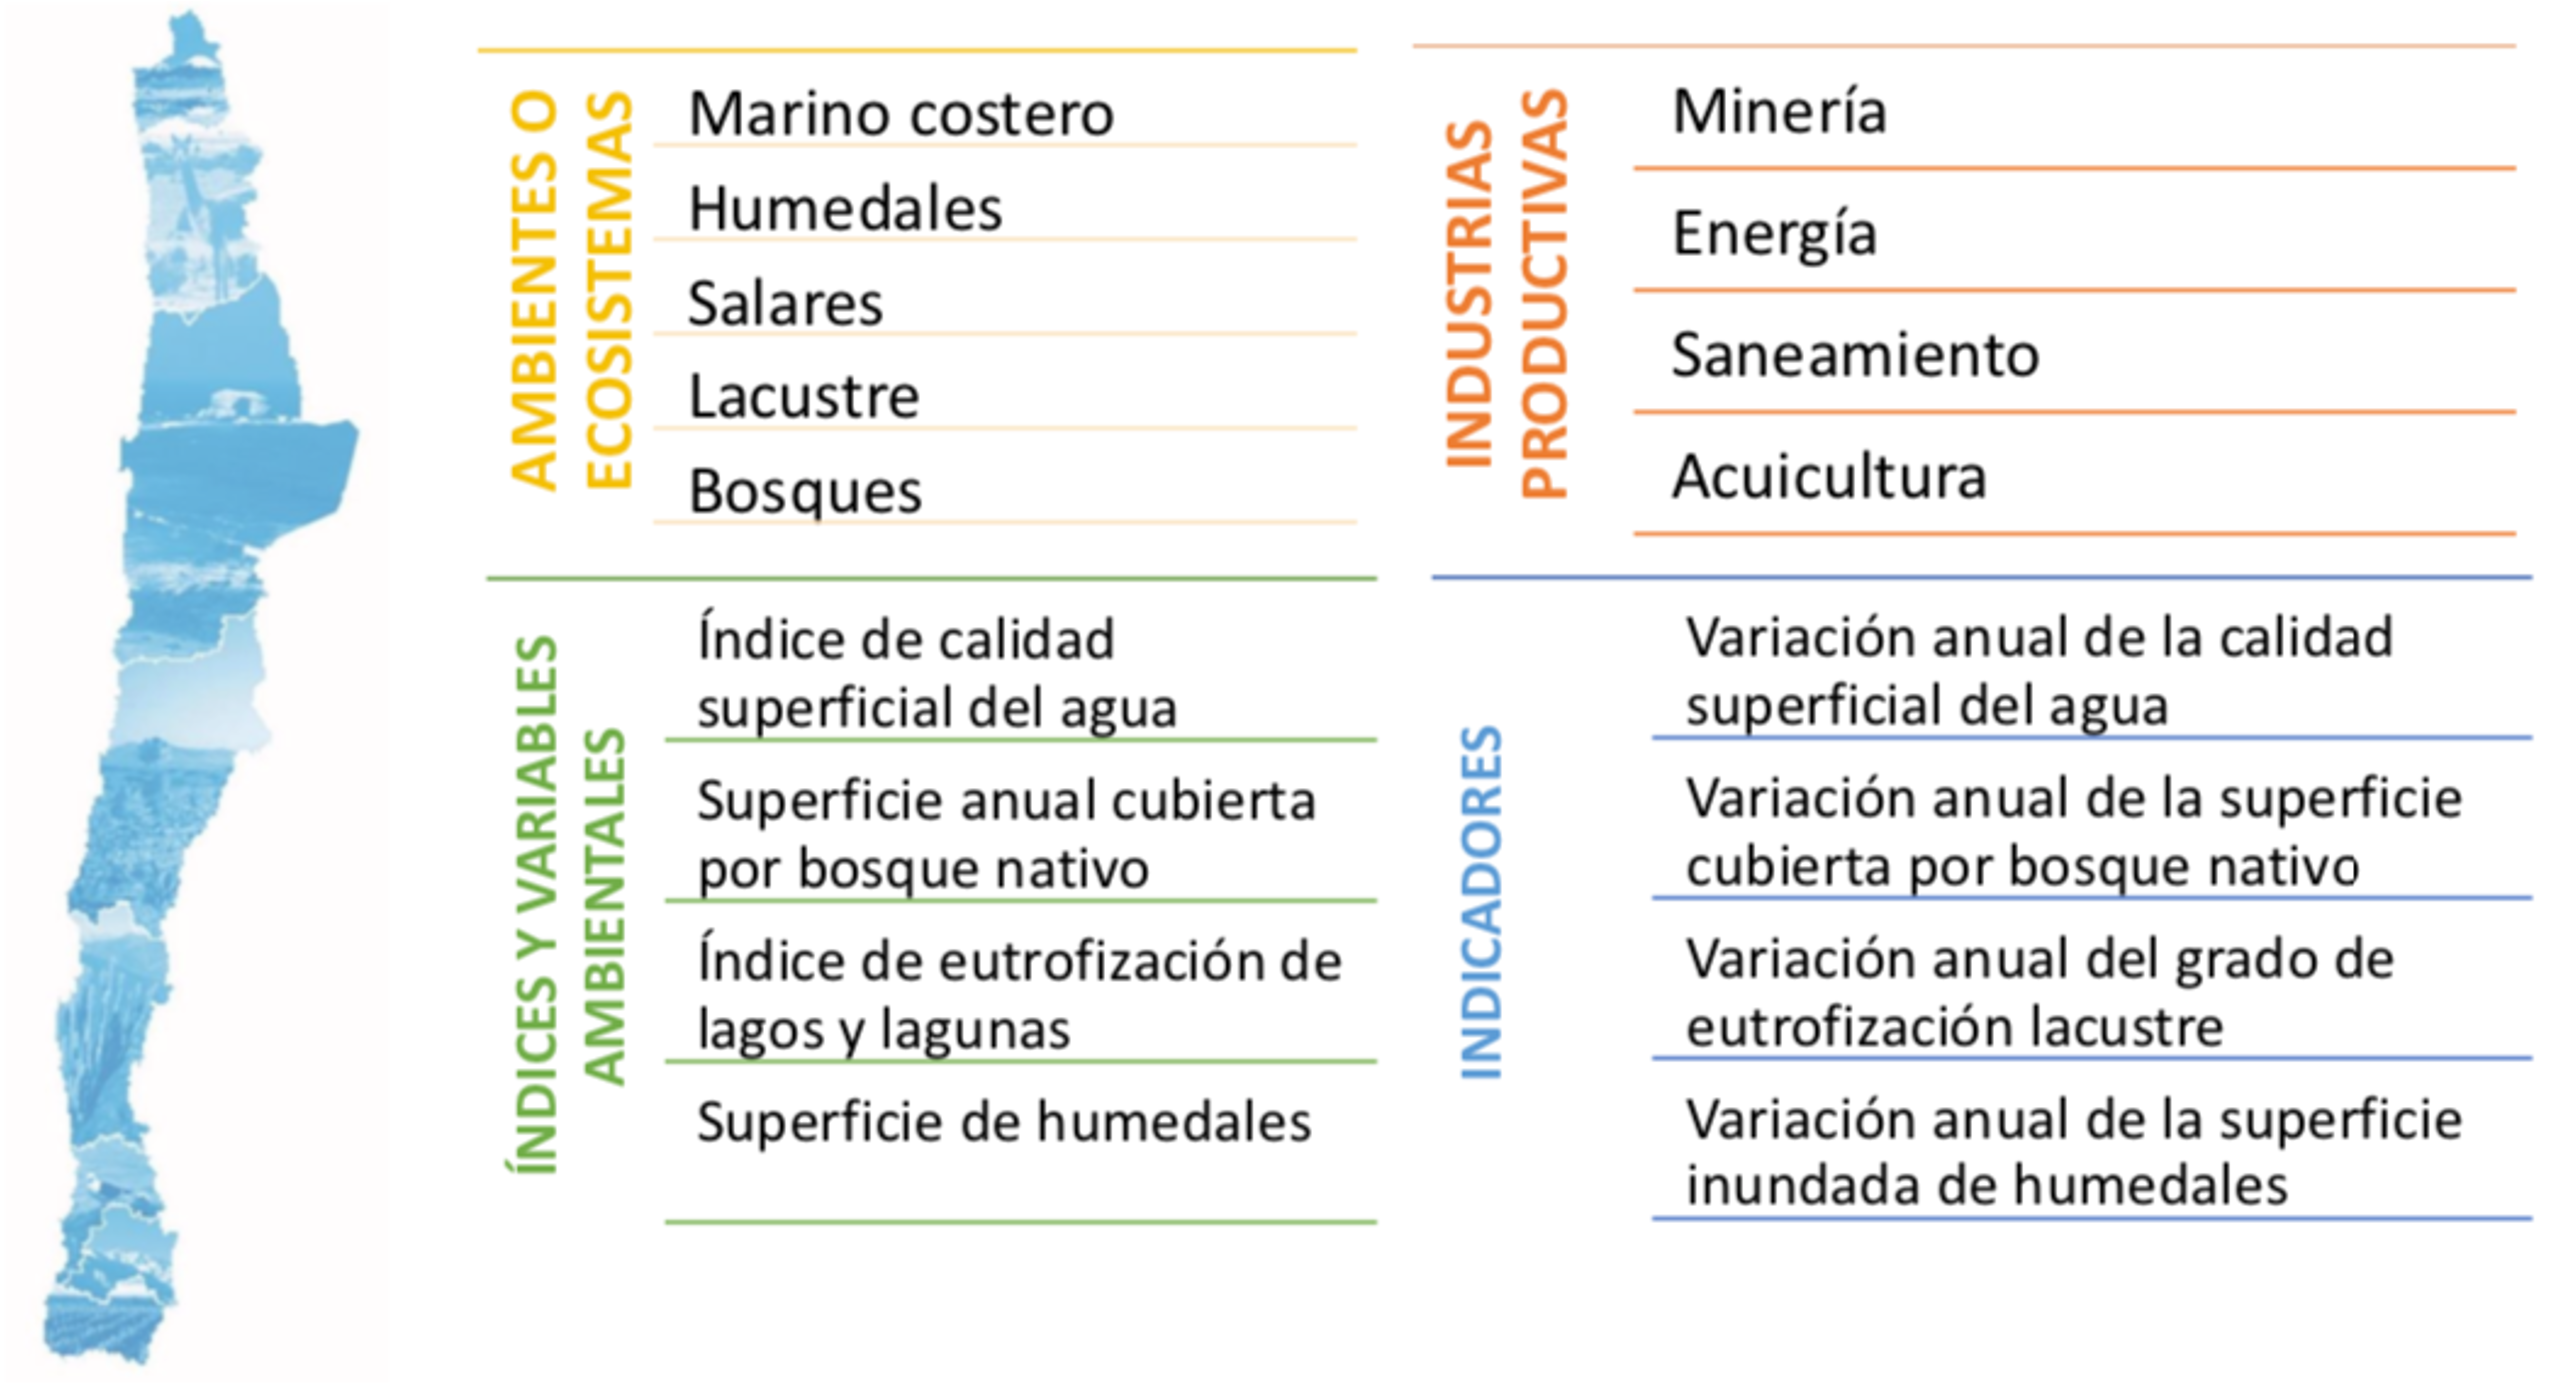 AMBIENTES O
ECOSISTEMAS
Marino costero
Humedales
Salares
Lacustre
Bosques
INDUSTRIAS
PRODUCTIVAS
Minería
Energía
Saneamiento
Acuicultura
ÍNDICES Y VARIABLES
AMBIENTALES
Índice de calidad
superficial del agua
Superficie anual cubierta
por bosque nativo
Índice de eutrofización de
lagos y lagunas
Superficie de humedales
INDICADORES
Variación anual de la calidad
superficial del agua
Variación anual de la superficie
cubierta por bosque nativo
Variación anual del grado de
eutrofización lacustre
Variación anual de la superficie
inundada de humedales